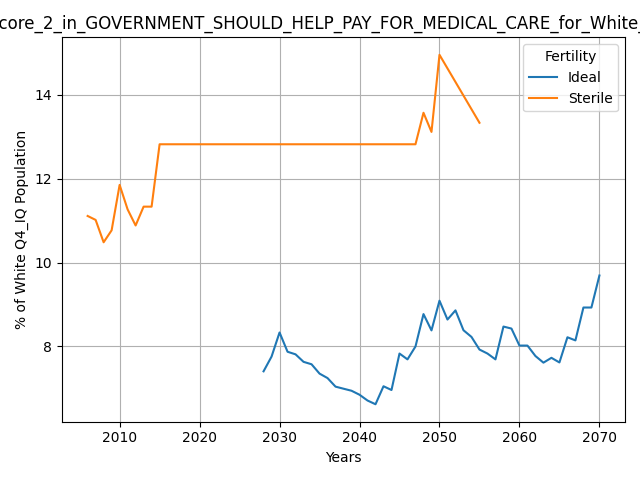 core_2_in_GOVERNMENT_SHOULD_HELP_PAY_FOR_MEDICAL_CARE_for_White_
Fertility
Ideal
Sterile
% of White Q4_IQ Population
14
12
10
8
2010 2020 2030 2040 2050 2060 2070
Years